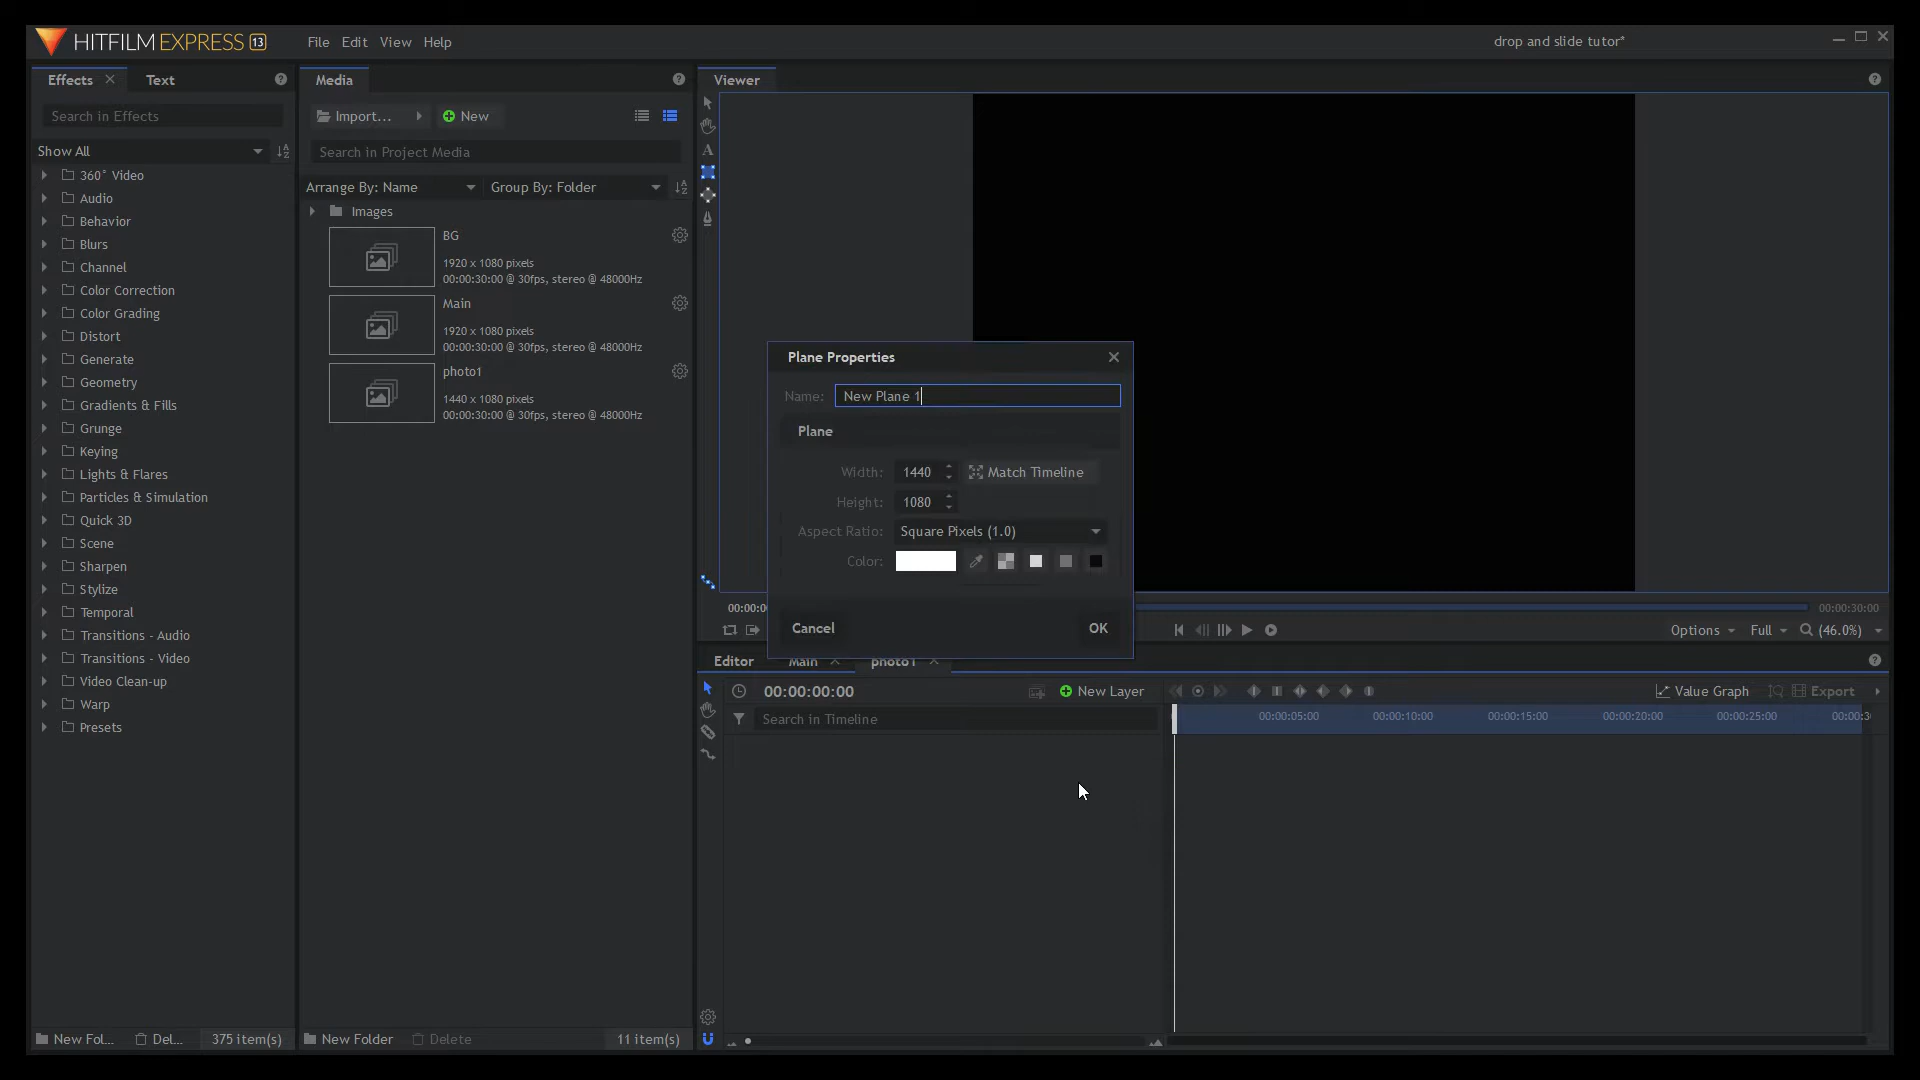 HITFILM EXPRESS 13 File Edit View Help drop and slide tutor*
Effects Text Media Viewer
Search in Effects
Show All
360° Video
Audio
Behavior
Blurs
Channel
Color Correction
Color Grading
Distort
Generate
Geometry
Gradients & Fills
Grunge
Keying
Lights & Flares
Particles & Simulation
Quick 3D
Scene
Sharpen
Stylize
Temporal
Transitions - Audio
Transitions - Video
Video Clean-up
Warp
Presets
New Fol... Del... 375 item(s)
Import... New
Search in Project Media
Arrange By: Name Group By: Folder
Images
BG
1920 x 1080 pixels
00:00:30:00 @ 30fps, stereo @ 48000Hz
Main
1920 x 1080 pixels
00:00:30:00 @ 30fps, stereo @ 48000Hz
photo1
1440 x 1080 pixels
00:00:30:00 @ 30fps, stereo @ 48000Hz
New Folder Delete 11 item(s)
Plane Properties
Name: New Plane 1
Plane
Width: 1440 Match Timeline
Height: 1080
Aspect Ratio: Square Pixels (1.0)
Color:
Cancel OK
00:00:0 00:00:30:00
Options Full (46.0%)
Editor Main photo1
00:00:00:00 New Layer Value Graph Export
Search in Timeline 00:00:05:00 00:00:10:00 00:00:15:00 00:00:20:00 00:00:25:00 00:00:3